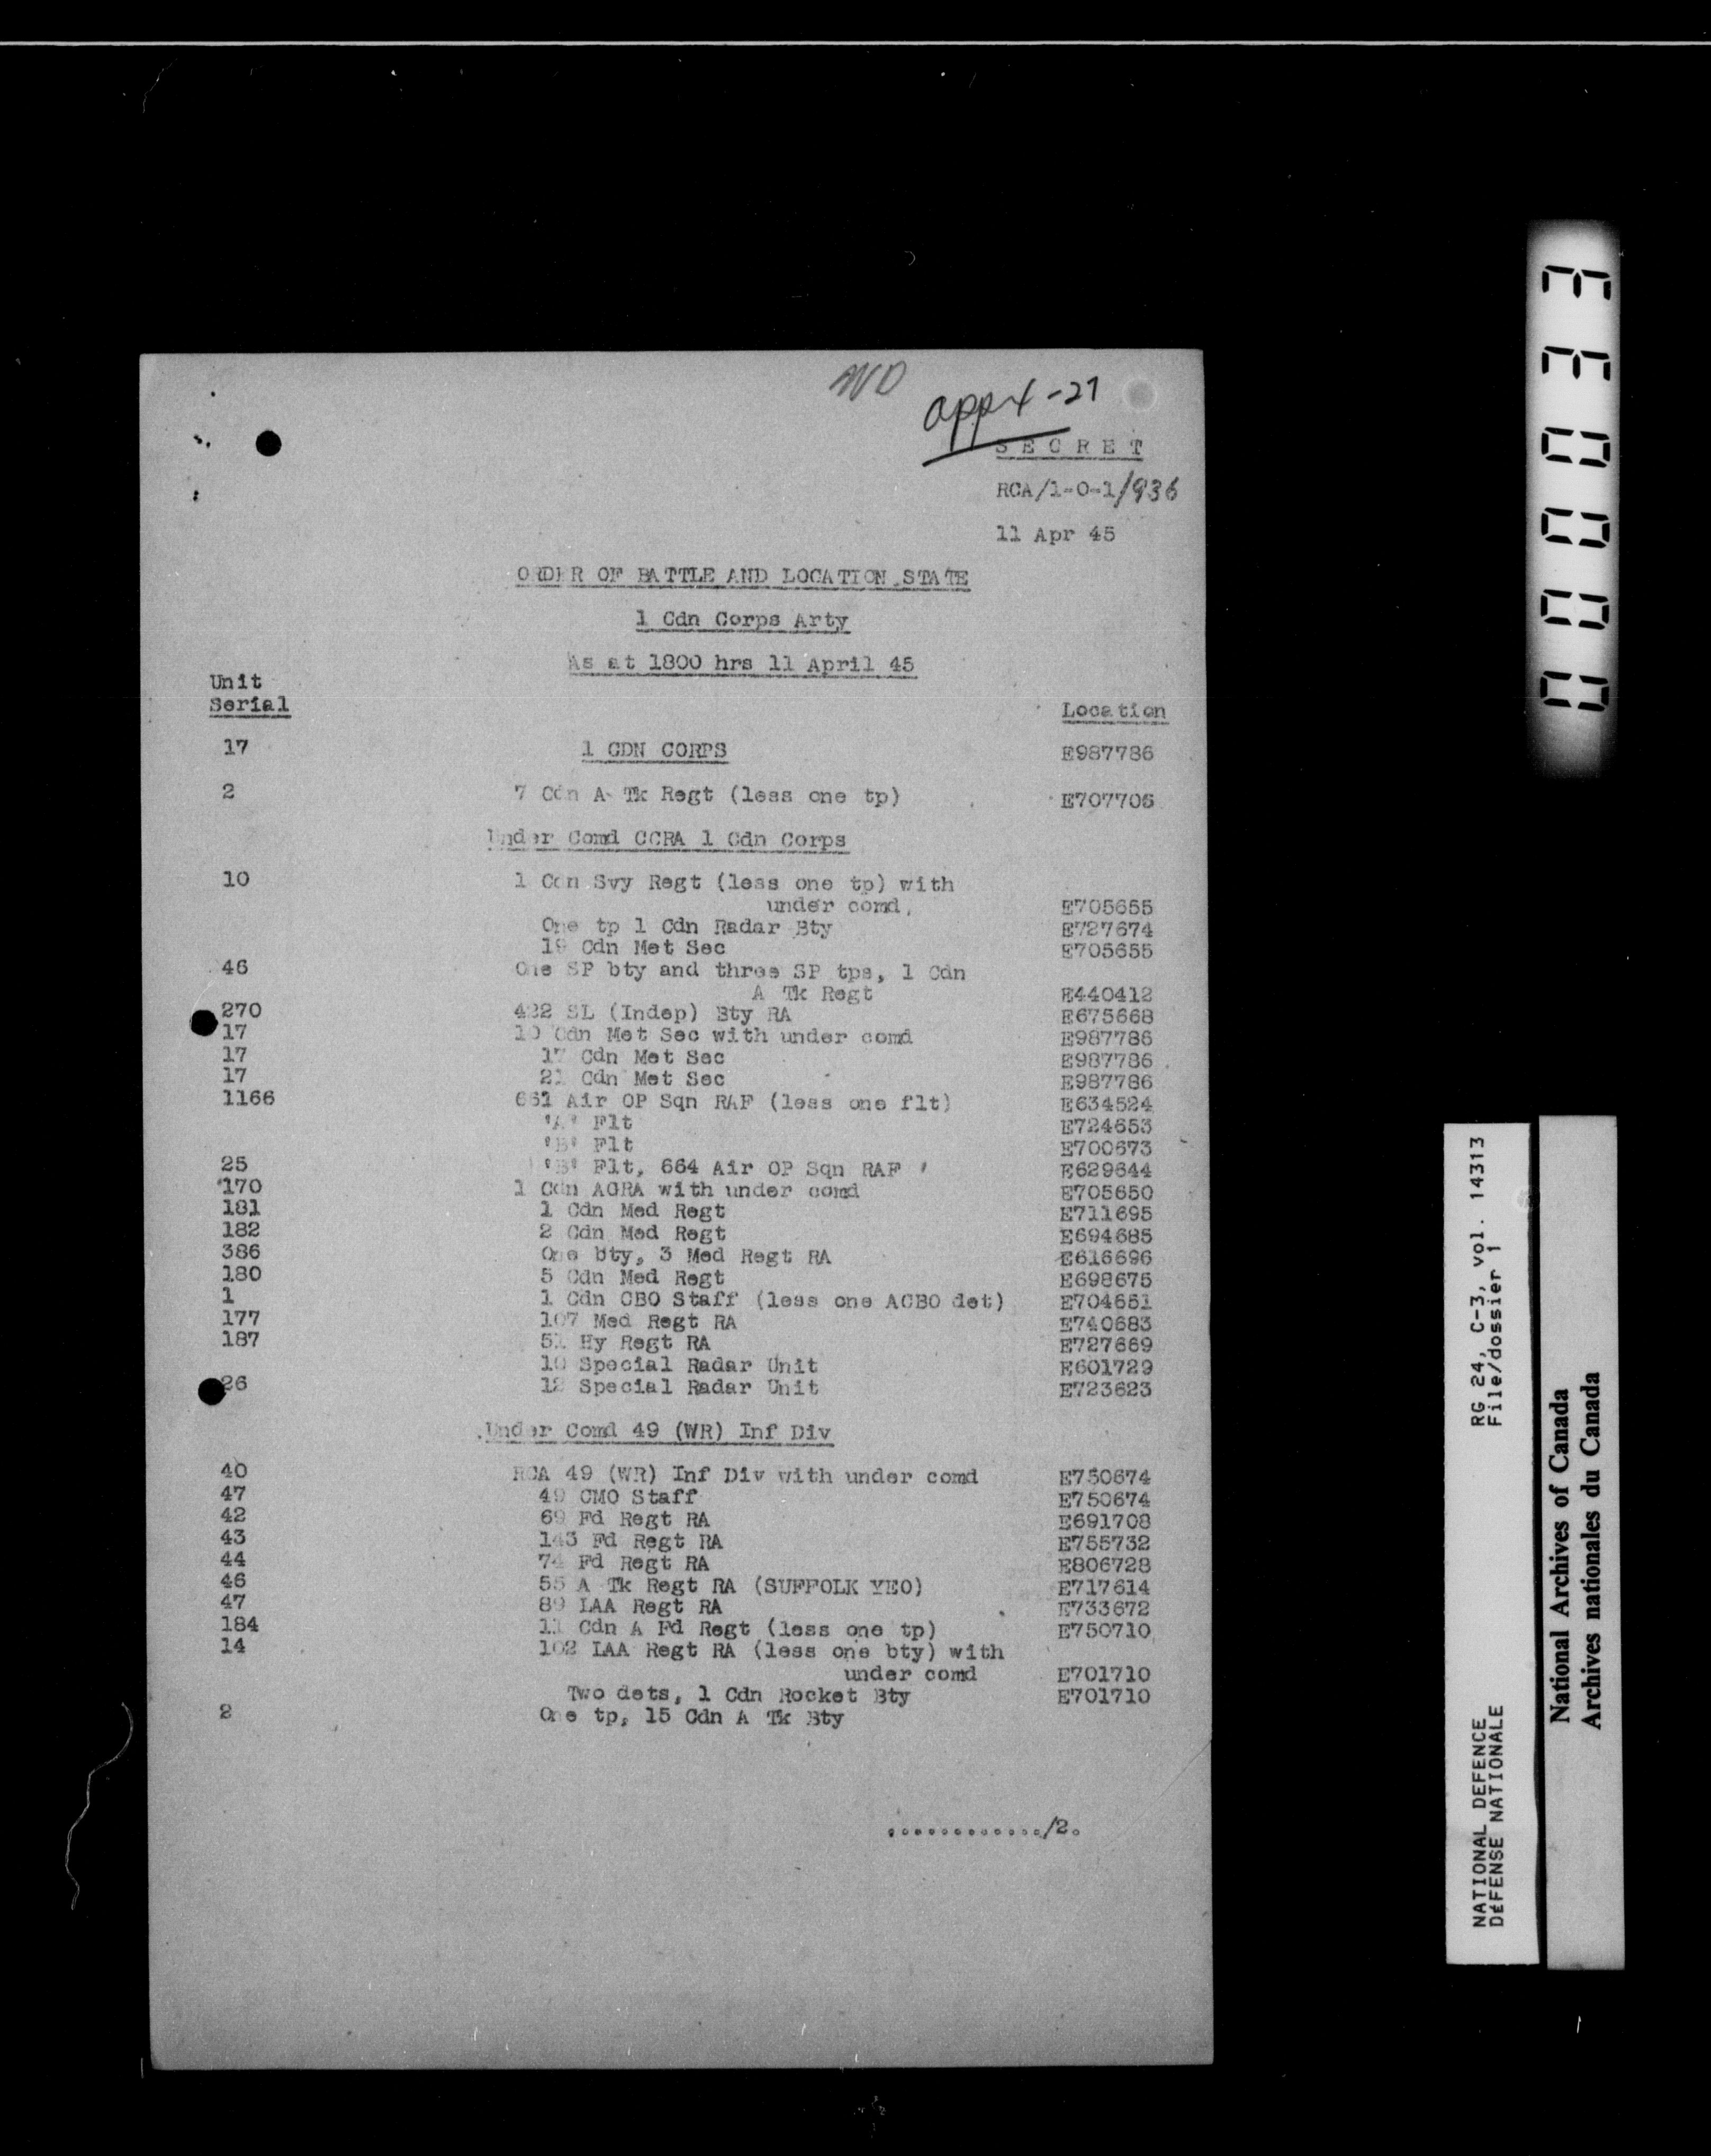 appx-27
SECRET
RCA/1-0-1/936
11 Apr 45
ORDER OF BATTLE AND LOCATION STATE
1 Cdn Corps Arty
As at 1800 hrs 11 April 45
Unit
Serial Location
17 1 CDN CORPS E987786
2 7 Cdn A Tk Regt (less one tp) E707706
Under Comd CCRA 1 Cdn Corps
10 1 Cdn Svy Regt (less one tp) with
under comd, E705655
One tp 1 Cdn Radar Bty E727674
19 Cdn Met Sec E705655
46 One SP bty and three SP tps, 1 Cdn
A Tk Regt E440412
270 422 SL (Indep) Bty RA E675668
17 10 Cdn Met Sec with under comd E987786
17 17 Cdn Met Sec E987786
17 21 Cdn Met Sec E987786
1166 661 Air OP Sqn RAF (less one flt) E634524
'A' Flt E724653
'B' Flt E700673
25 'B' Flt, 664 Air OP Sqn RAF E629644
170 1 Cdn AGRA with under comd E705650
181 1 Cdn Med Regt E711695
182 2 Cdn Med Regt E694685
386 One bty, 3 Med Regt RA E616696
180 5 Cdn Med Regt E698675
1 1 Cdn CBO Staff (less one ACBO det) E704651
177 107 Med Regt RA E740683
187 51 Hy Regt RA E727669
10 Special Radar Unit E601729
26 12 Special Radar Unit E723623
Under Comd 49 (WR) Inf Div
40 RCA 49 (WR) Inf Div with under comd E750674
47 49 CMO Staff E750674
42 69 Fd Regt RA E691708
43 143 Fd Regt RA E755732
44 74 Fd Regt RA E806728
46 55 A Tk Regt RA (SUFFOLK YEO) E717614
47 89 LAA Regt RA E733672
184 11 Cdn A Fd Regt (less one tp) E750710
14 102 LAA Regt RA (less one bty) with
under comd E701710
Two dets, 1 Cdn Rocket Bty E701710
2 One tp, 15 Cdn A Tk Bty
............/2.
000033
RG 24, C-3, vol. 14313
File/dossier 1
NATIONAL DEFENCE
DÉFENSE NATIONALE
National Archives of Canada
Archives nationales du Canada